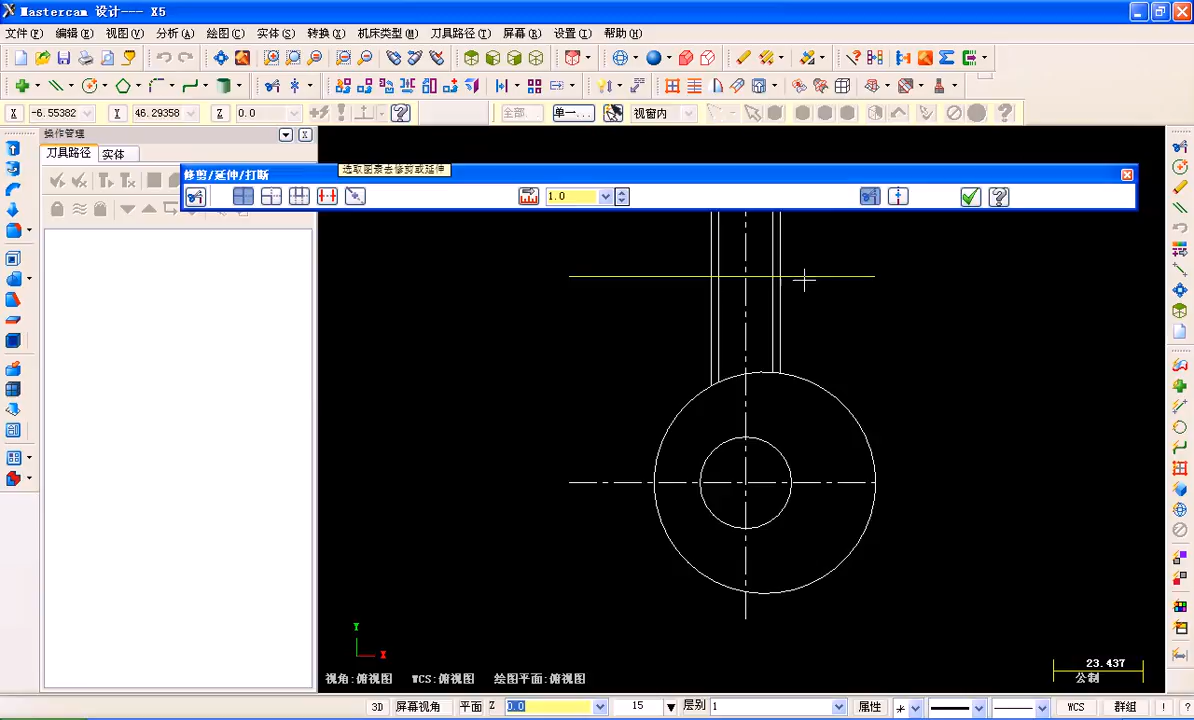 Mastercam 设计--- X5
文件(F) 编辑(E) 视图(V) 分析(A) 绘图(C) 实体(S) 转换(X) 机床类型(M) 刀具路径(T) 屏幕(R) 设置(I) 帮助(H)
X -6.55382 Y 46.29358 Z 0.0 全部... 单一... 视窗内
操作管理
刀具路径 实体
选取图素去修剪或延伸
修剪/延伸/打断
1.0
Y
X
23.437
公制
视角:俯视图 WCS:俯视图 绘图平面:俯视图
3D 屏幕视角 平面 Z 0.0 15 层别 1 属性 WCS 群组 ! ?